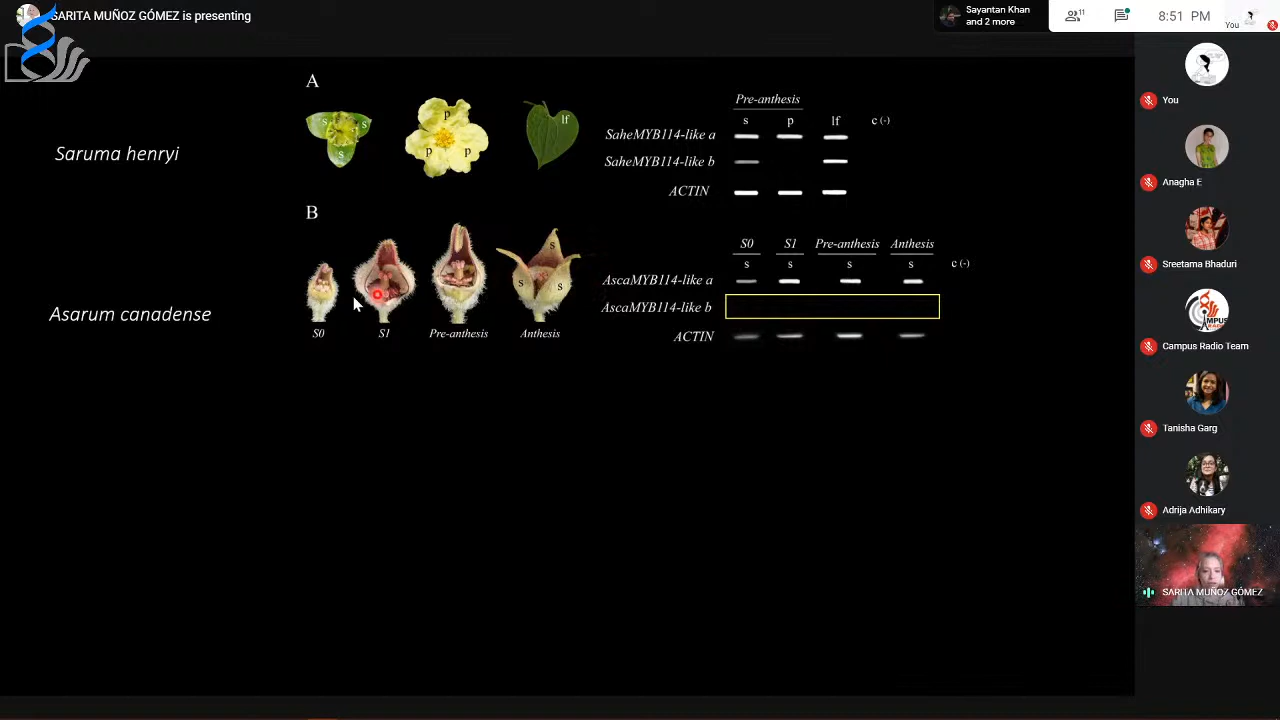 SARITA MUÑOZ GÓMEZ is presenting
Sayantan Khan
and 2 more
11
8:51 PM
You
A
s s s
p p p
lf
Saruma henryi
Pre-anthesis
s p lf c (-)
SaheMYB114-like a
SaheMYB114-like b
ACTIN
B
s s s
S0 S1 Pre-anthesis Anthesis
Asarum canadense
S0 S1 Pre-anthesis Anthesis
s s s s c (-)
AscaMYB114-like a
AscaMYB114-like b
ACTIN
You
Anagha E
Sreetama Bhaduri
MPUS
Campus Radio Team
Tanisha Garg
Adrija Adhikary
SARITA MUÑOZ GÓMEZ